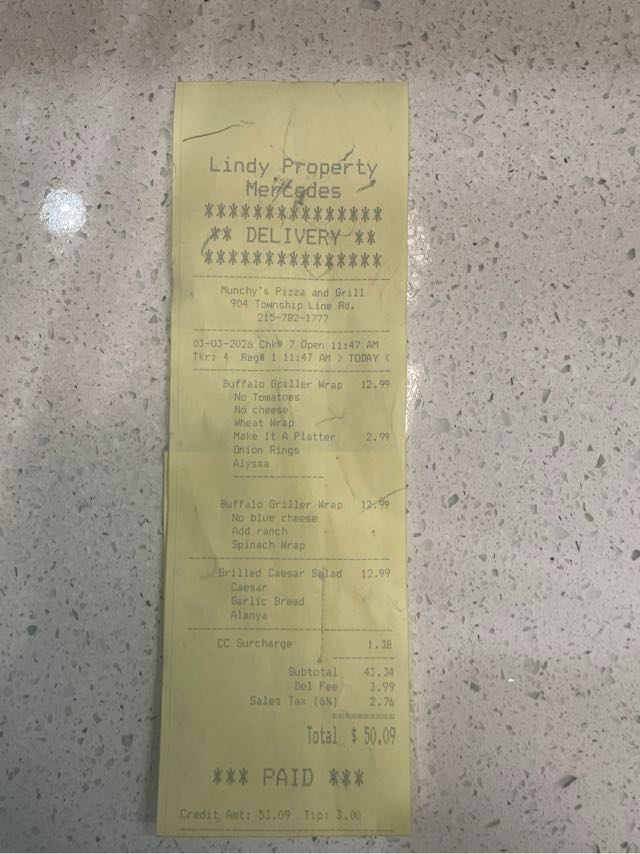 Lindy Property
Mercedes
***************
** DELIVERY **
***************
Munchy's Pizza and Grill
904 Township Line Rd.
215-782-1777
03-03-2026 Chk# 7 Open 11:47 AM
Tkr: 4 Reg# 1 11:47 AM > TODAY <
Buffalo Griller Wrap 12.99
No Tomatoes
No cheese
Wheat Wrap
Make It A Platter 2.99
Onion Rings
Alyssa
Buffalo Griller Wrap 12.99
No blue cheese
Add ranch
Spinach Wrap
Grilled Caesar Salad 12.99
Caesar
Garlic Bread
Alanya
CC Surcharge 1.38
Subtotal 43.34
Del Fee 3.99
Sales Tax (6%) 2.76
Total $ 50.09
*** PAID ***
Credit Amt: 53.09 Tip: 3.00